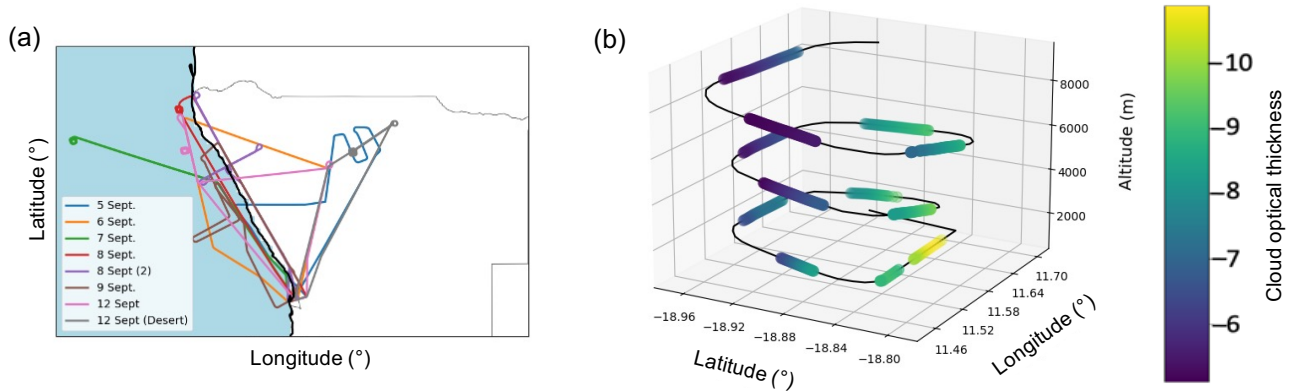 (a)
Latitude (°)
5 Sept.
6 Sept.
7 Sept.
8 Sept.
8 Sept (2)
9 Sept.
12 Sept
12 Sept (Desert)
Longitude (°)
(b)
8000
6000
4000
2000
Altitude (m)
−18.96
−18.92
−18.88
−18.84
−18.80
Latitude (°)
11.46
11.52
11.58
11.64
11.70
Longitude (°)
10
9
8
7
6
Cloud optical thickness